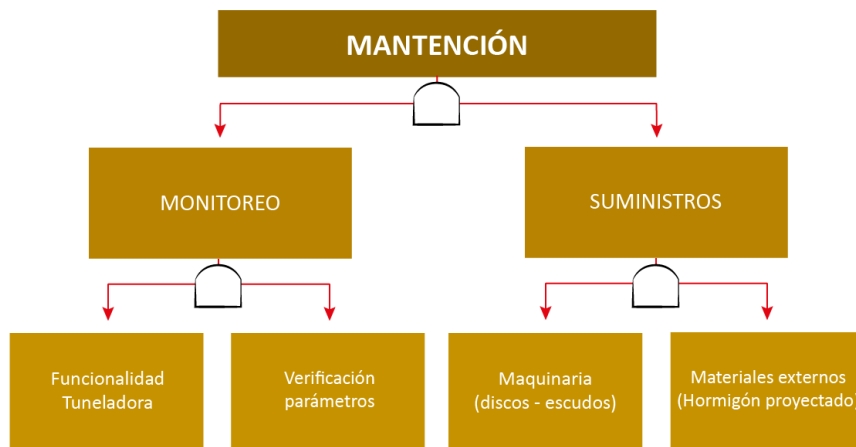 MANTENCIÓN
MONITOREO
SUMINISTROS
Funcionalidad
Tuneladora
Verificación
parámetros
Maquinaria
(discos - escudos)
Materiales externos
(Hormigón proyectado)